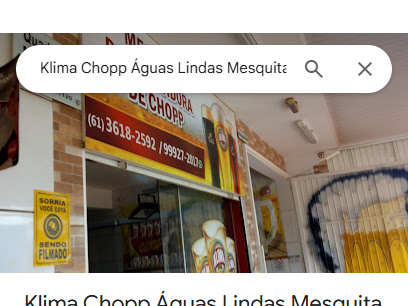 Klima Chopp Águas Lindas Mesquita
DE CHOPP
(61) 3618-2592 / 99927-2017
SORRIA
VOCÊ ESTÁ
SENDO
FILMADO
Klima Chopp Águas Lindas Mesquita